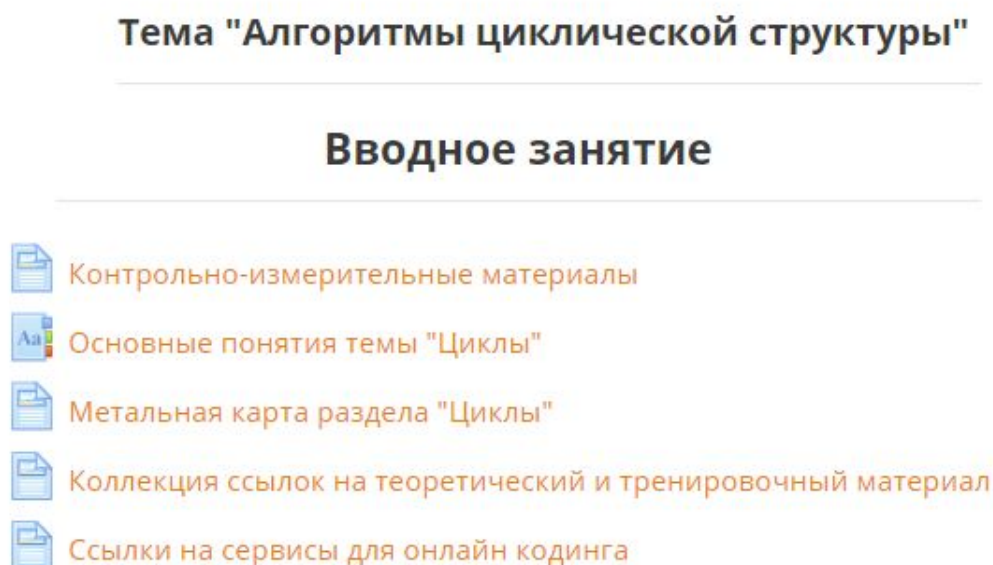 Тема "Алгоритмы циклической структуры"
Вводное занятие
Контрольно-измерительные материалы
Aa
Основные понятия темы "Циклы"
Метальная карта раздела "Циклы"
Коллекция ссылок на теоретический и тренировочный материал
Ссылки на сервисы для онлайн кодинга